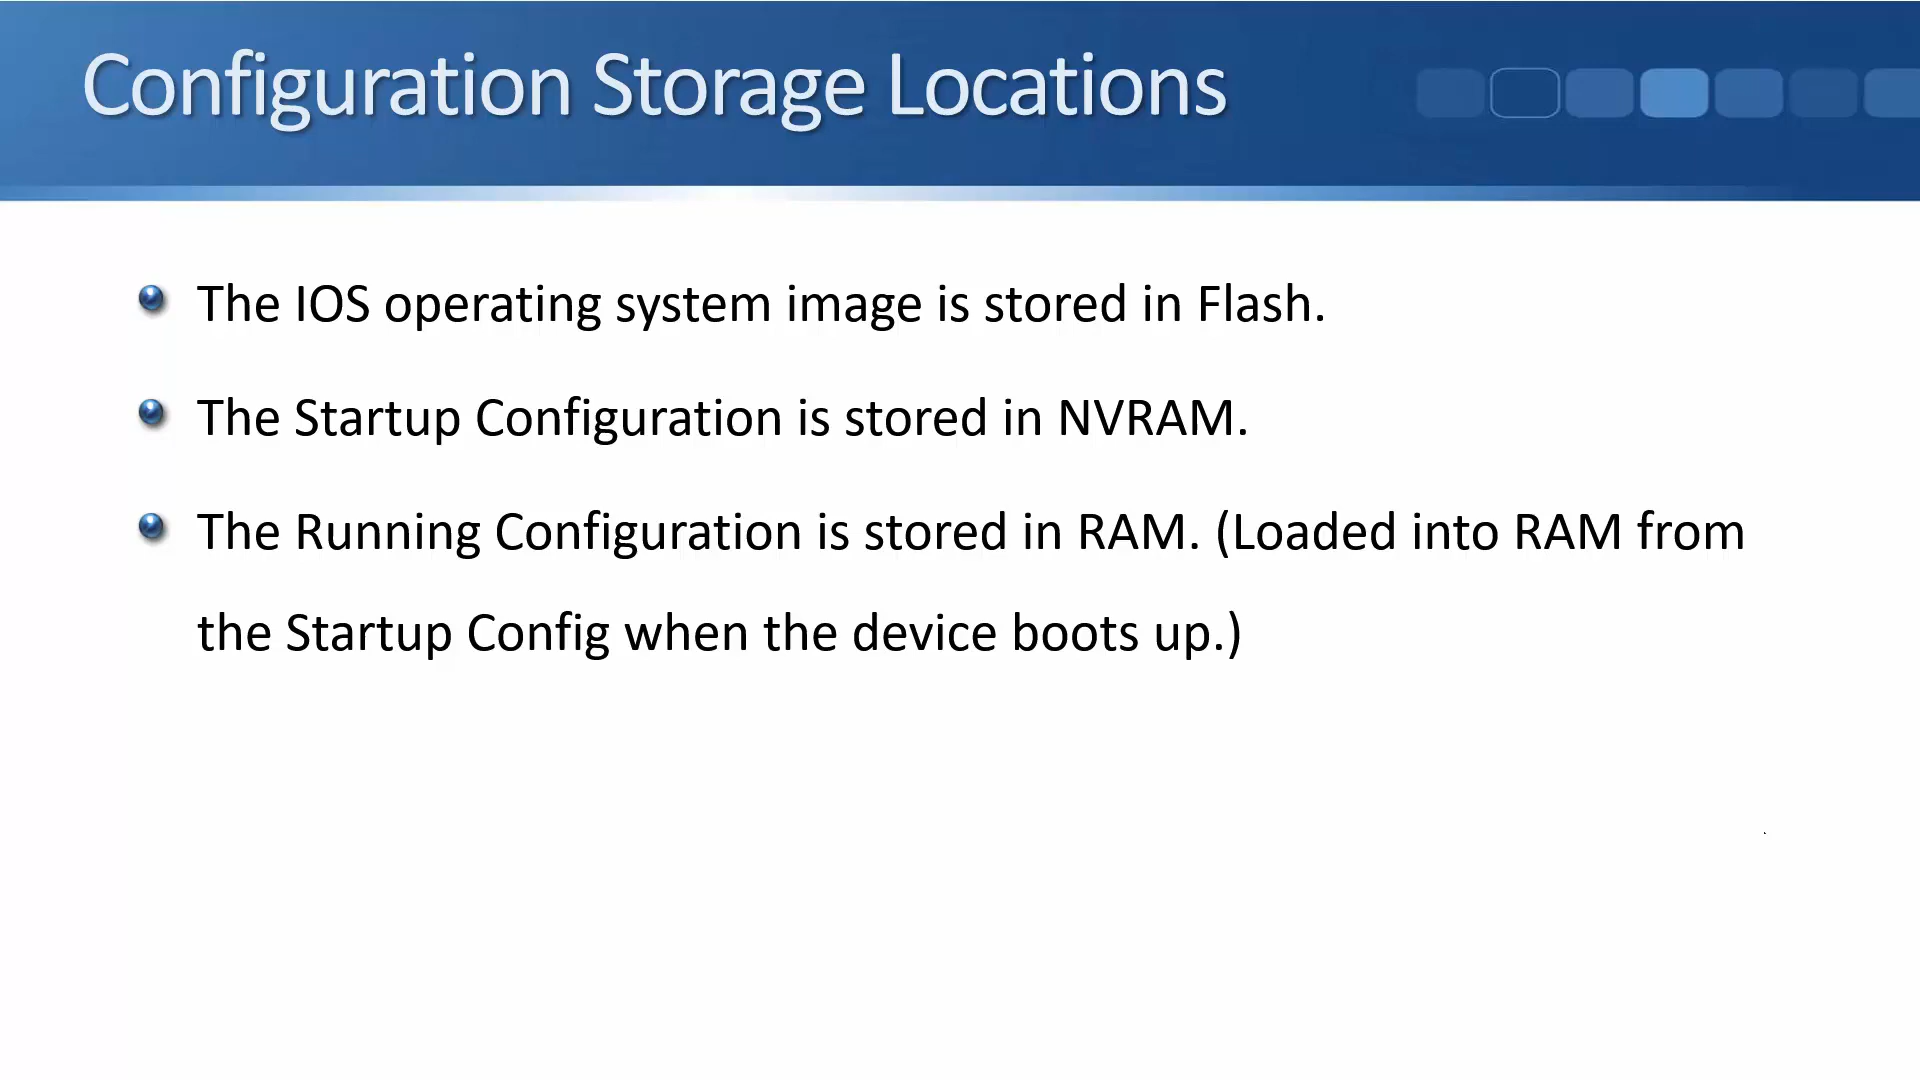 Configuration Storage Locations
The IOS operating system image is stored in Flash.
The Startup Configuration is stored in NVRAM.
The Running Configuration is stored in RAM. (Loaded into RAM from
the Startup Config when the device boots up.)